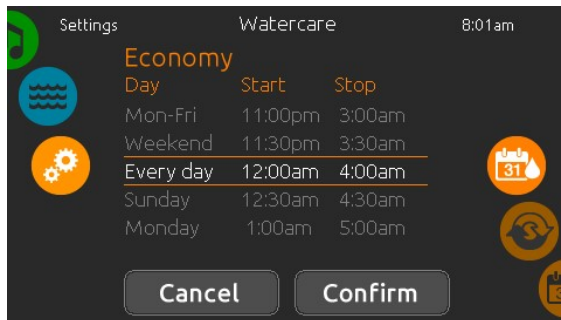 Settings Watercare 8:01am
Economy
Day Start Stop
Mon-Fri 11:00pm 3:00am
Weekend 11:30pm 3:30am
Every day 12:00am 4:00am
Sunday 12:30am 4:30am
Monday 1:00am 5:00am
31
S
3
Cancel Confirm